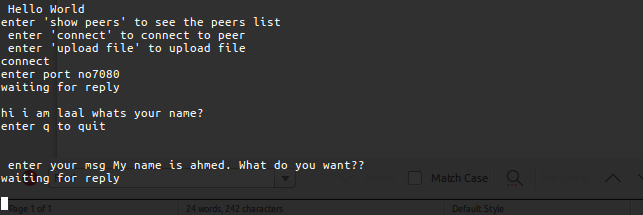 Hello World
enter 'show peers' to see the peers list
enter 'connect' to connect to peer
enter 'upload file' to upload file
connect
enter port no7080
waiting for reply
hi i am laal whats your name?
enter q to quit
enter your msg My name is ahmed. What do you want??
waiting for reply
Match Case
Page 1 of 1
24 words, 242 characters
Default Style